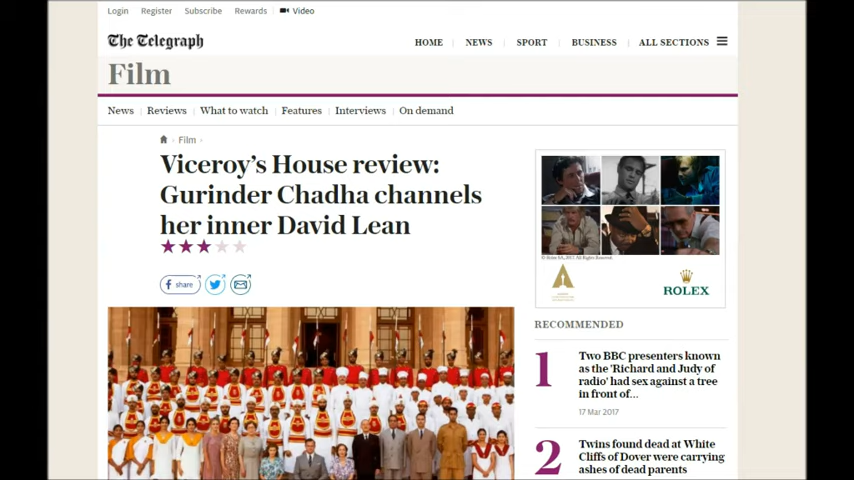 Login Register Subscribe Rewards Video
The Telegraph
HOME NEWS SPORT BUSINESS ALL SECTIONS
Film
News Reviews What to watch Features Interviews On demand
Film
Viceroy's House review:
Gurinder Chadha channels
her inner David Lean
share
ROLEX
RECOMMENDED
1
Two BBC presenters known
as the 'Richard and Judy of
radio' had sex against a tree
in front of...
17 Mar 2017
2
Twins found dead at White
Cliffs of Dover were carrying
ashes of dead parents